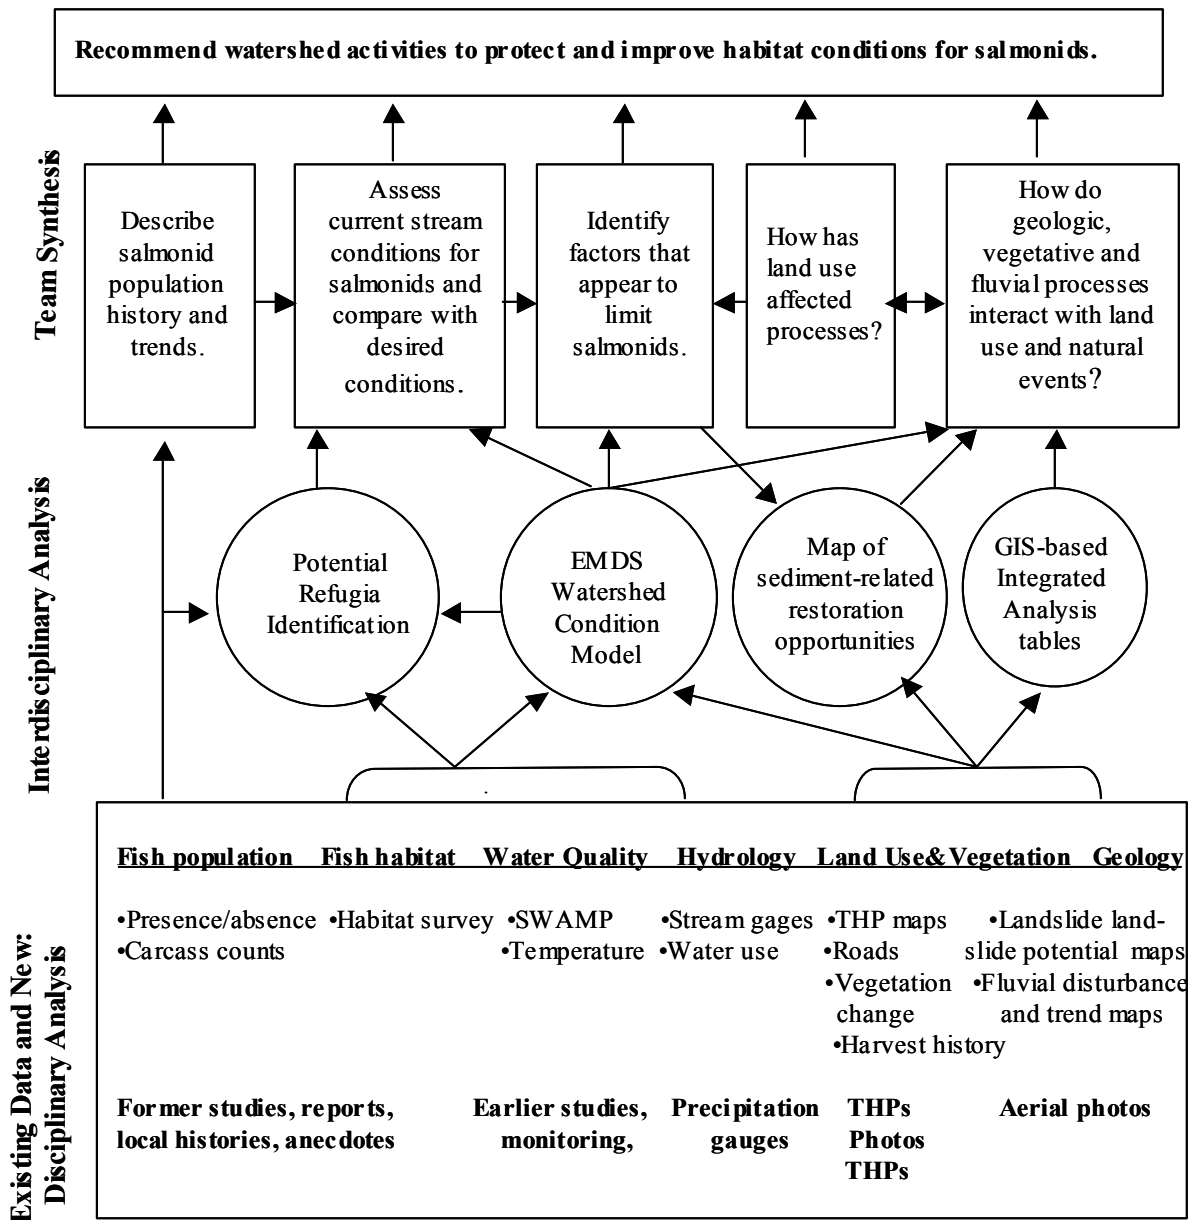 Recommend watershed activities to protect and improve habitat conditions for salmonids.
Team Synthesis
Describe
salmonid
population
history and
trends.
Assess
current stream
conditions for
salmonids and
compare with
desired
conditions.
Identify
factors that
appear to
limit
salmonids.
How has
land use
affected
processes?
How do
geologic,
vegetative and
fluvial processes
interact with land
use and natural
events?
Interdisciplinary Analysis
Potential
Refugia
Identification
EMDS
Watershed
Condition
Model
Map of
sediment-related
restoration
opportunities
GIS-based
Integrated
Analysis
tables
Existing Data and New:
Disciplinary Analysis
Fish population Fish habitat Water Quality Hydrology Land Use& Vegetation Geology
•Presence/absence
•Carcass counts
•Habitat survey
•SWAMP
•Temperature
•Stream gages
•Water use
•THP maps
•Roads
•Vegetation
change
•Harvest history
•Landslide land-
slide potential maps
•Fluvial disturbance
and trend maps
Former studies, reports,
local histories, anecdotes
Earlier studies,
monitoring,
Precipitation
gauges
THPs
Photos
THPs
Aerial photos